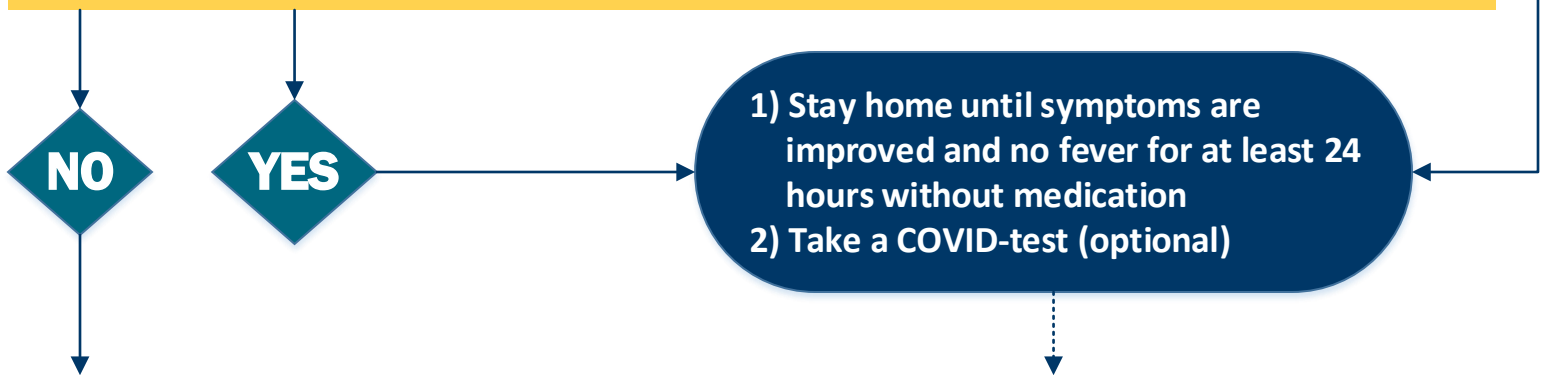 NO
YES
1) Stay home until symptoms are
improved and no fever for at least 24
hours without medication
2) Take a COVID-test (optional)